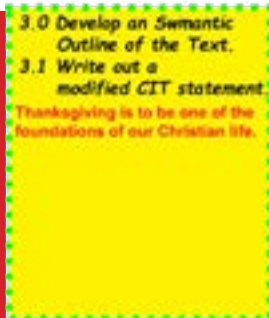 3.0 Develop an Swmantic
Outline of the Text.
3.1 Write out a
modified CIT statement
Thanksgiving is to be one of the
foundations of our Christian life.